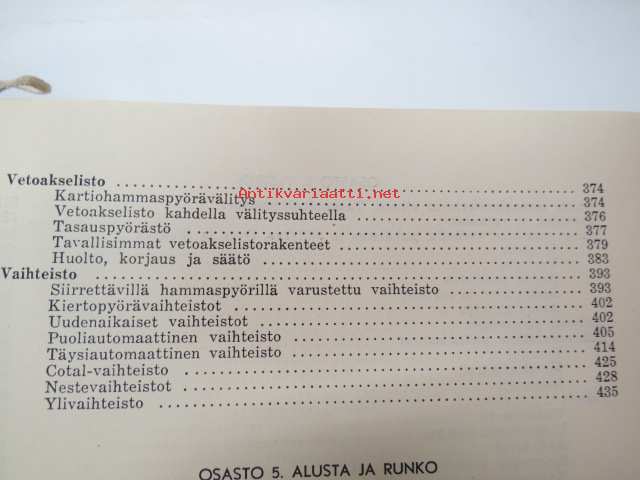 Antikvariaatti.net
Vetoakselisto ........ 374
Kartiohammaspyörävälitys ........ 374
Vetoakselisto kahdella välityssuhteella ........ 376
Tasauspyörästö ........ 377
Tavallisimmat vetoakselistorakenteet ........ 379
Huolto, korjaus ja säätö ........ 383
Vaihteisto ........ 393
Siirrettävillä hammaspyörillä varustettu vaihteisto ........ 393
Kiertopyörävaihteistot ........ 402
Uudenaikaiset vaihteistot ........ 402
Puoliautomaattinen vaihteisto ........ 405
Täysiautomaattinen vaihteisto ........ 414
Cotal-vaihteisto ........ 425
Nestevaihteistot ........ 428
Ylivaihteisto ........ 435
OSASTO 5. ALUSTA JA RUNKO